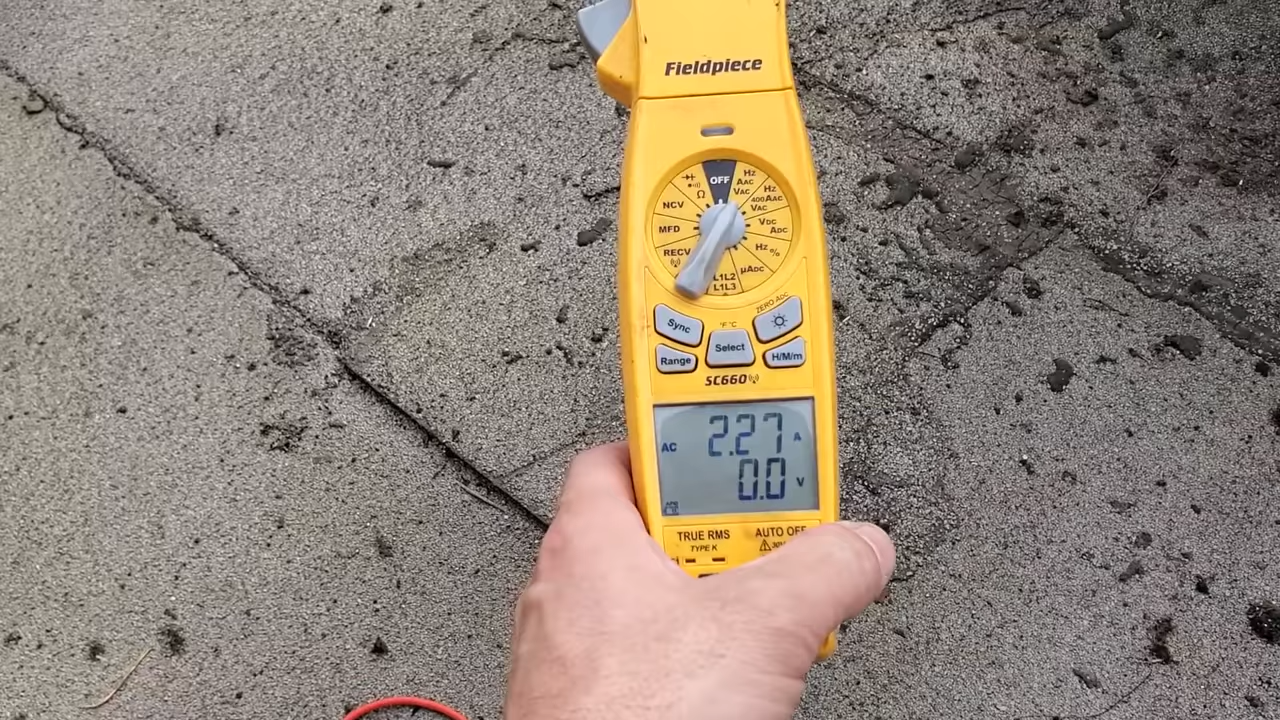 Fieldpiece
OFF
Hz
AAC
VAC
Hz
400AAC
VAC
VDC
ADC
Hz %
µADC
L1L2
L1L3
RECV
MFD
NCV
Ω
ZERO ADC
Sync
°F °C
Select
Range
H/M/m
SC660
AC 2.27 A
0.0 V
APO
TRUE RMS
AUTO OFF
TYPE K